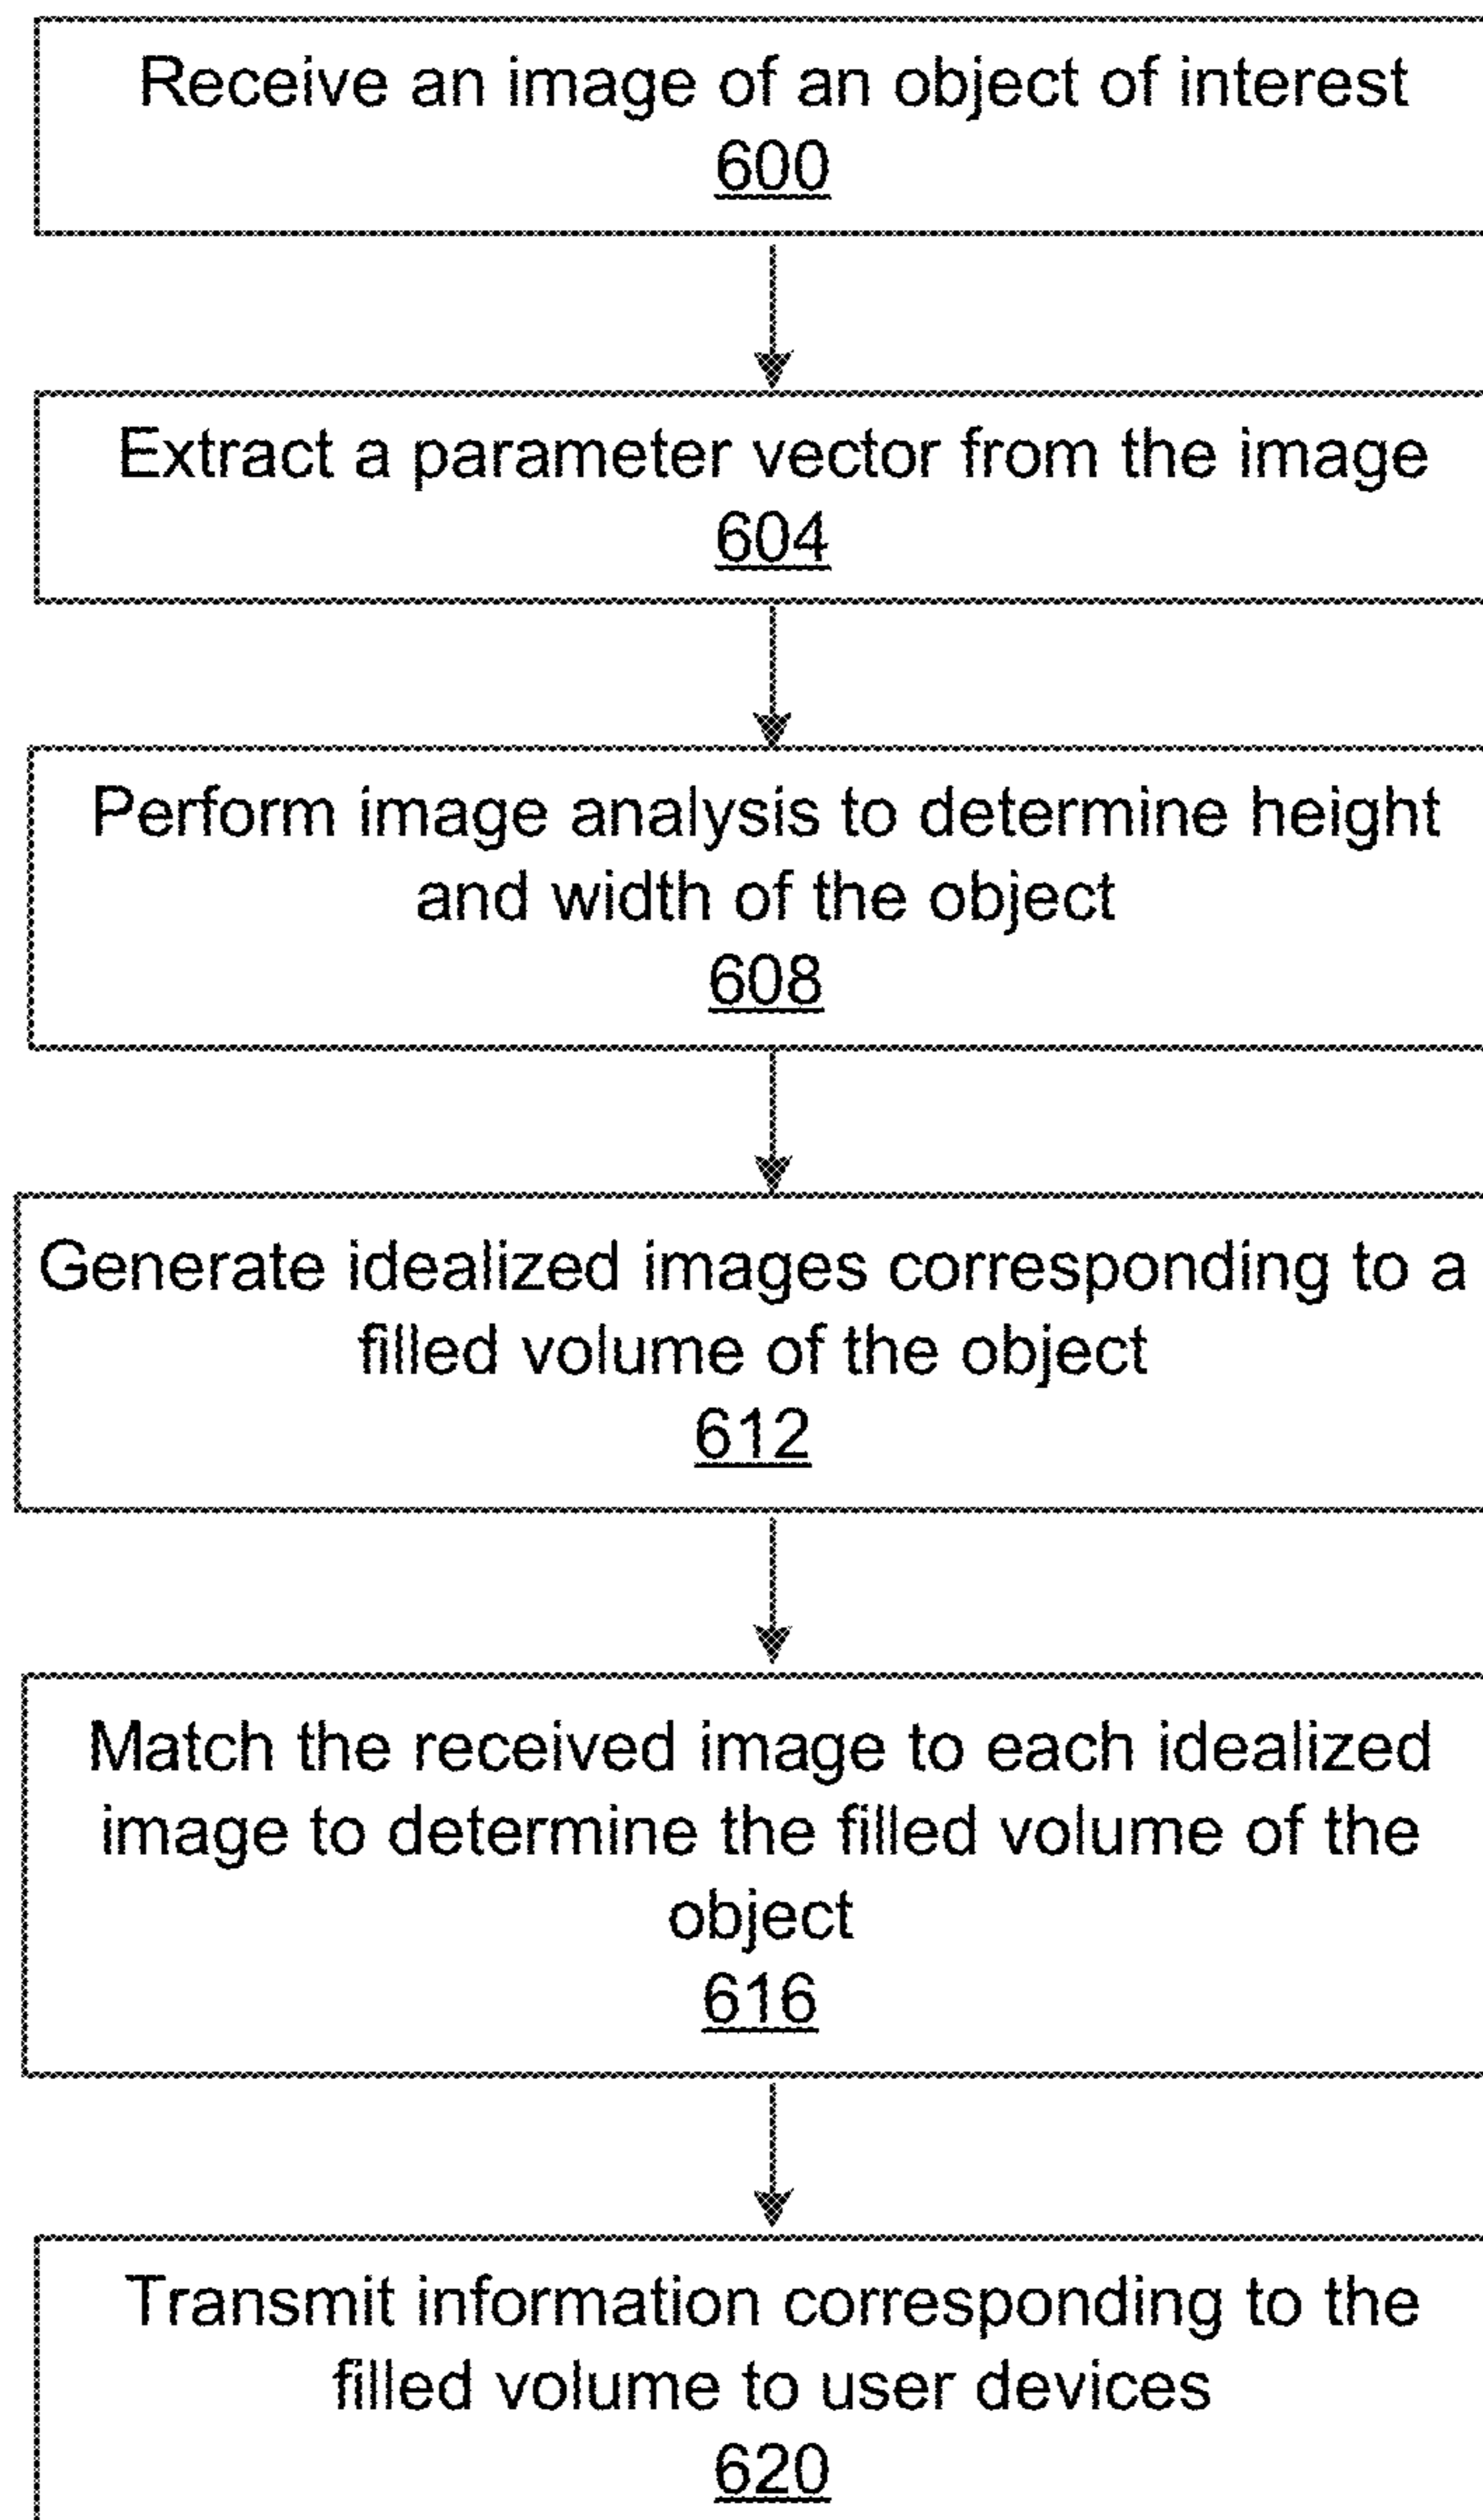 Receive an image of an object of interest
600
Extract a parameter vector from the image
604
Perform image analysis to determine height
and width of the object
608
Generate idealized images corresponding to a
filled volume of the object
612
Match the received image to each idealized
image to determine the filled volume of the
object
616
Transmit information corresponding to the
filled volume to user devices
620